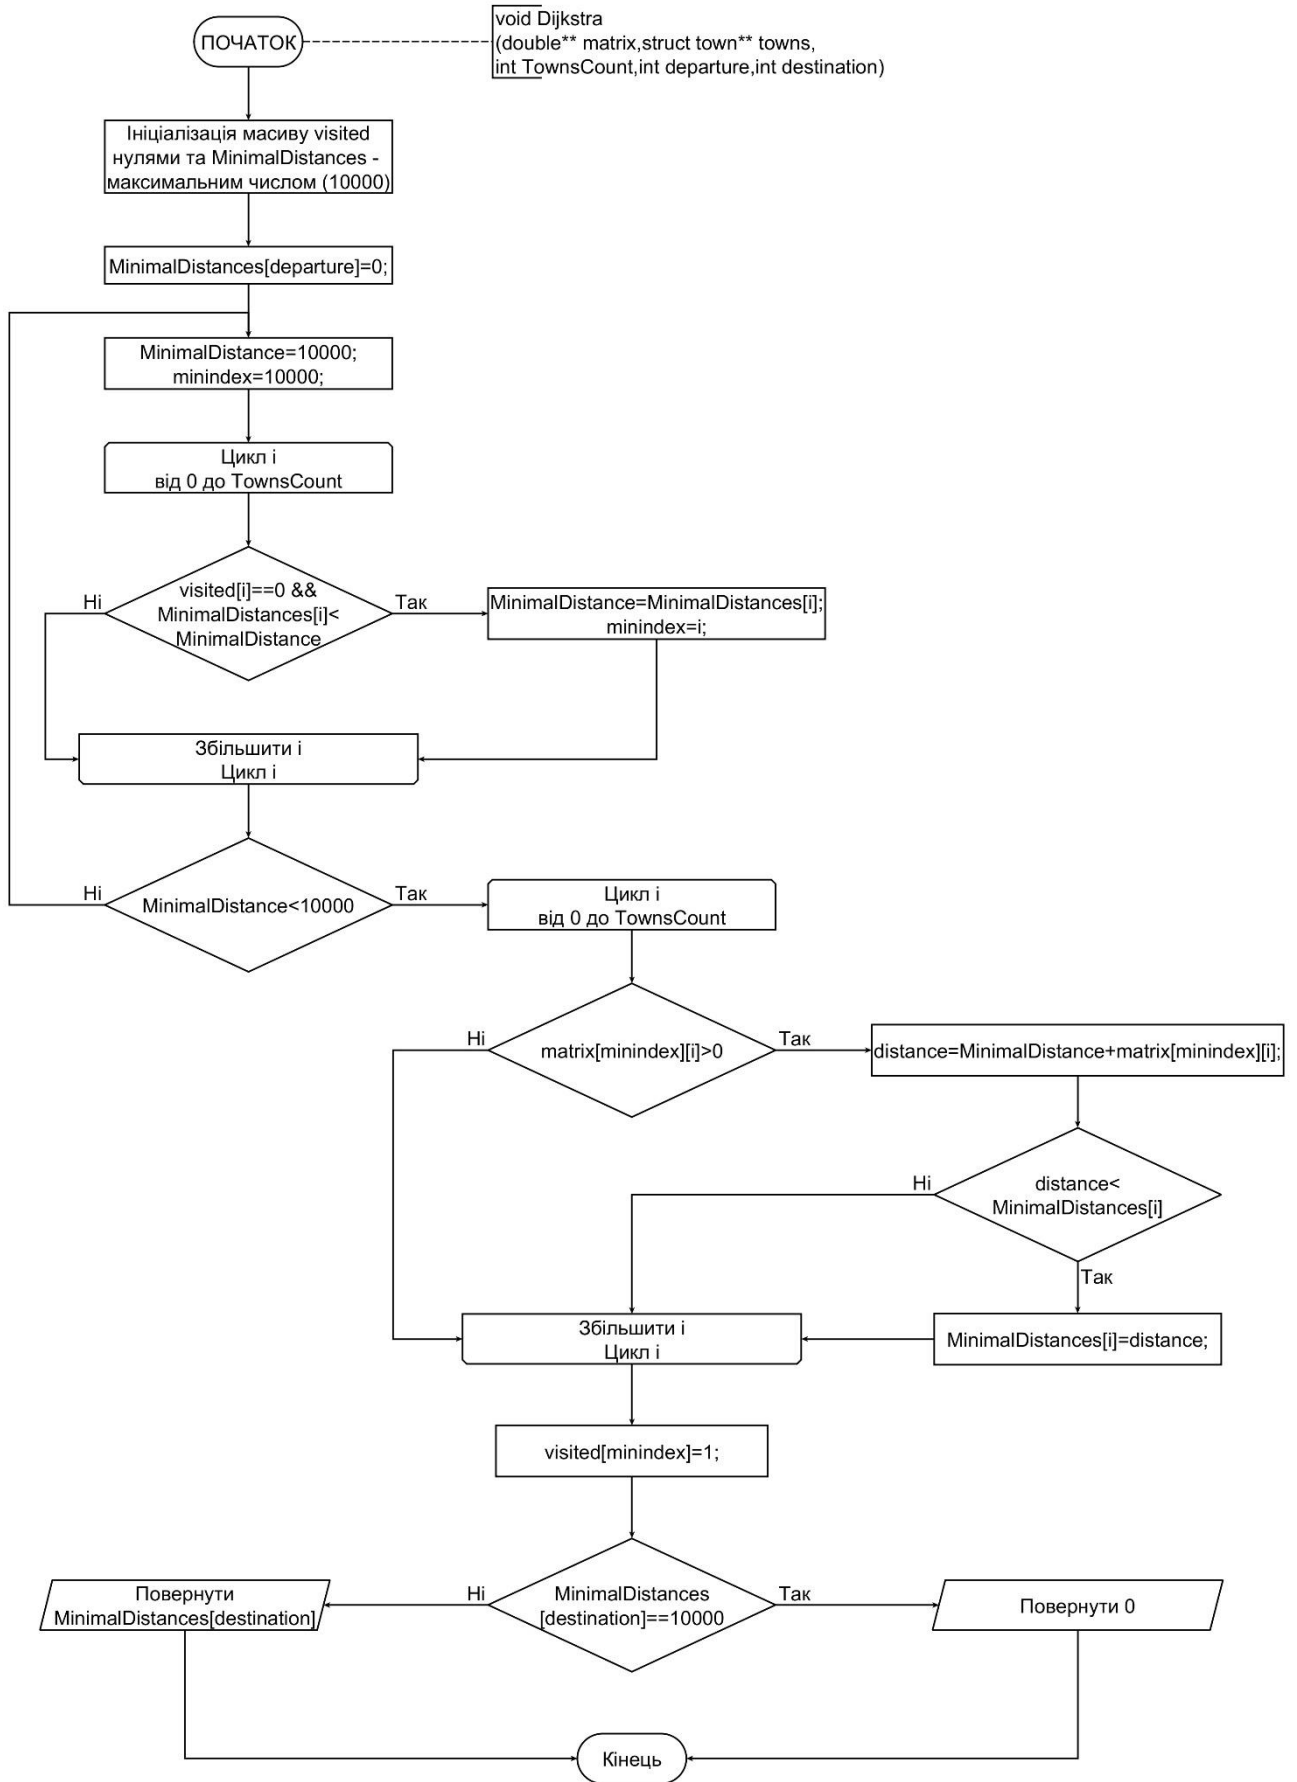 ПОЧАТОК
void Dijkstra
(double** matrix,struct town** towns,
int TownsCount,int departure,int destination)
Ініціалізація масиву visited
нулями та MinimalDistances -
максимальним числом (10000)
MinimalDistances[departure]=0;
MinimalDistance=10000;
minindex=10000;
Цикл i
від 0 до TownsCount
visited[i]==0 &&
MinimalDistances[i]<
MinimalDistance
Ні
Так
MinimalDistance=MinimalDistances[i];
minindex=i;
Збільшити i
Цикл i
Ні
MinimalDistance<10000
Так
Цикл i
від 0 до TownsCount
Ні
matrix[minindex][i]>0
Так
distance=MinimalDistance+matrix[minindex][i];
Ні
distance<
MinimalDistances[i]
Так
Збільшити i
Цикл i
MinimalDistances[i]=distance;
visited[minindex]=1;
Повернути
MinimalDistances[destination]
Ні
MinimalDistances
[destination]==10000
Так
Повернути 0
Кінець